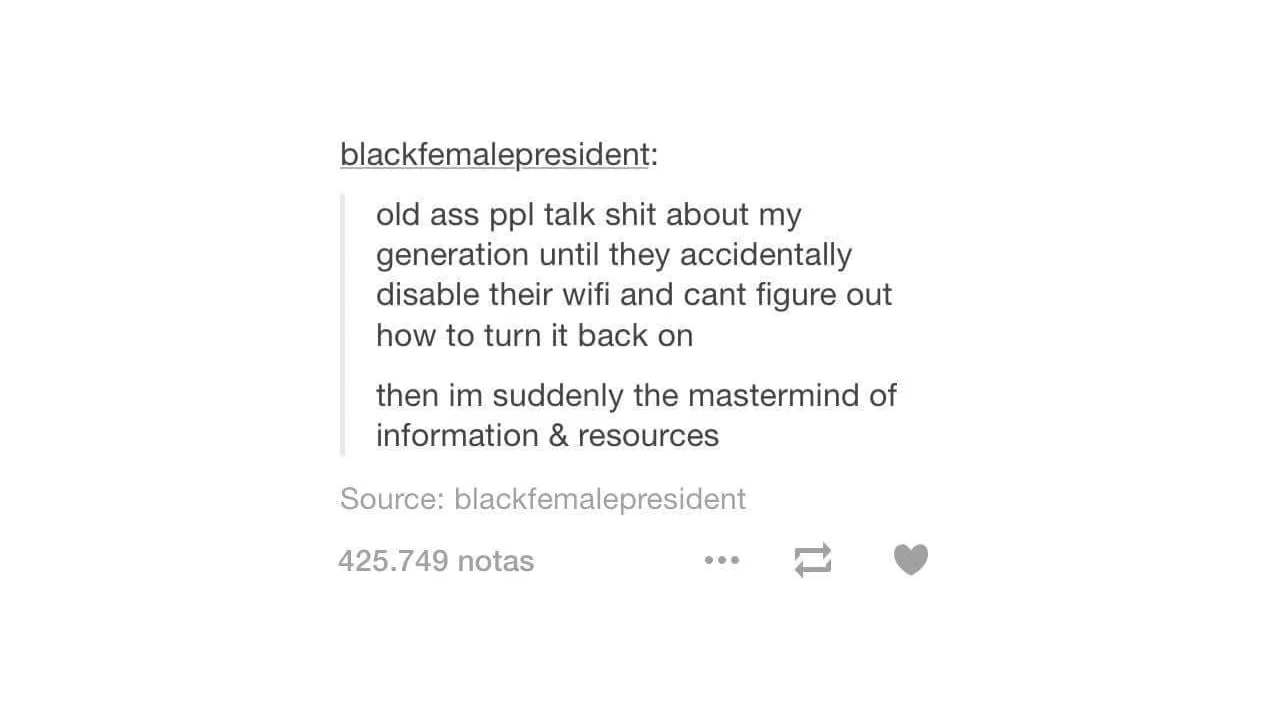 blackfemalepresident:
old ass ppl talk shit about my
generation until they accidentally
disable their wifi and cant figure out
how to turn it back on
then im suddenly the mastermind of
information & resources
Source: blackfemalepresident
425.749 notas